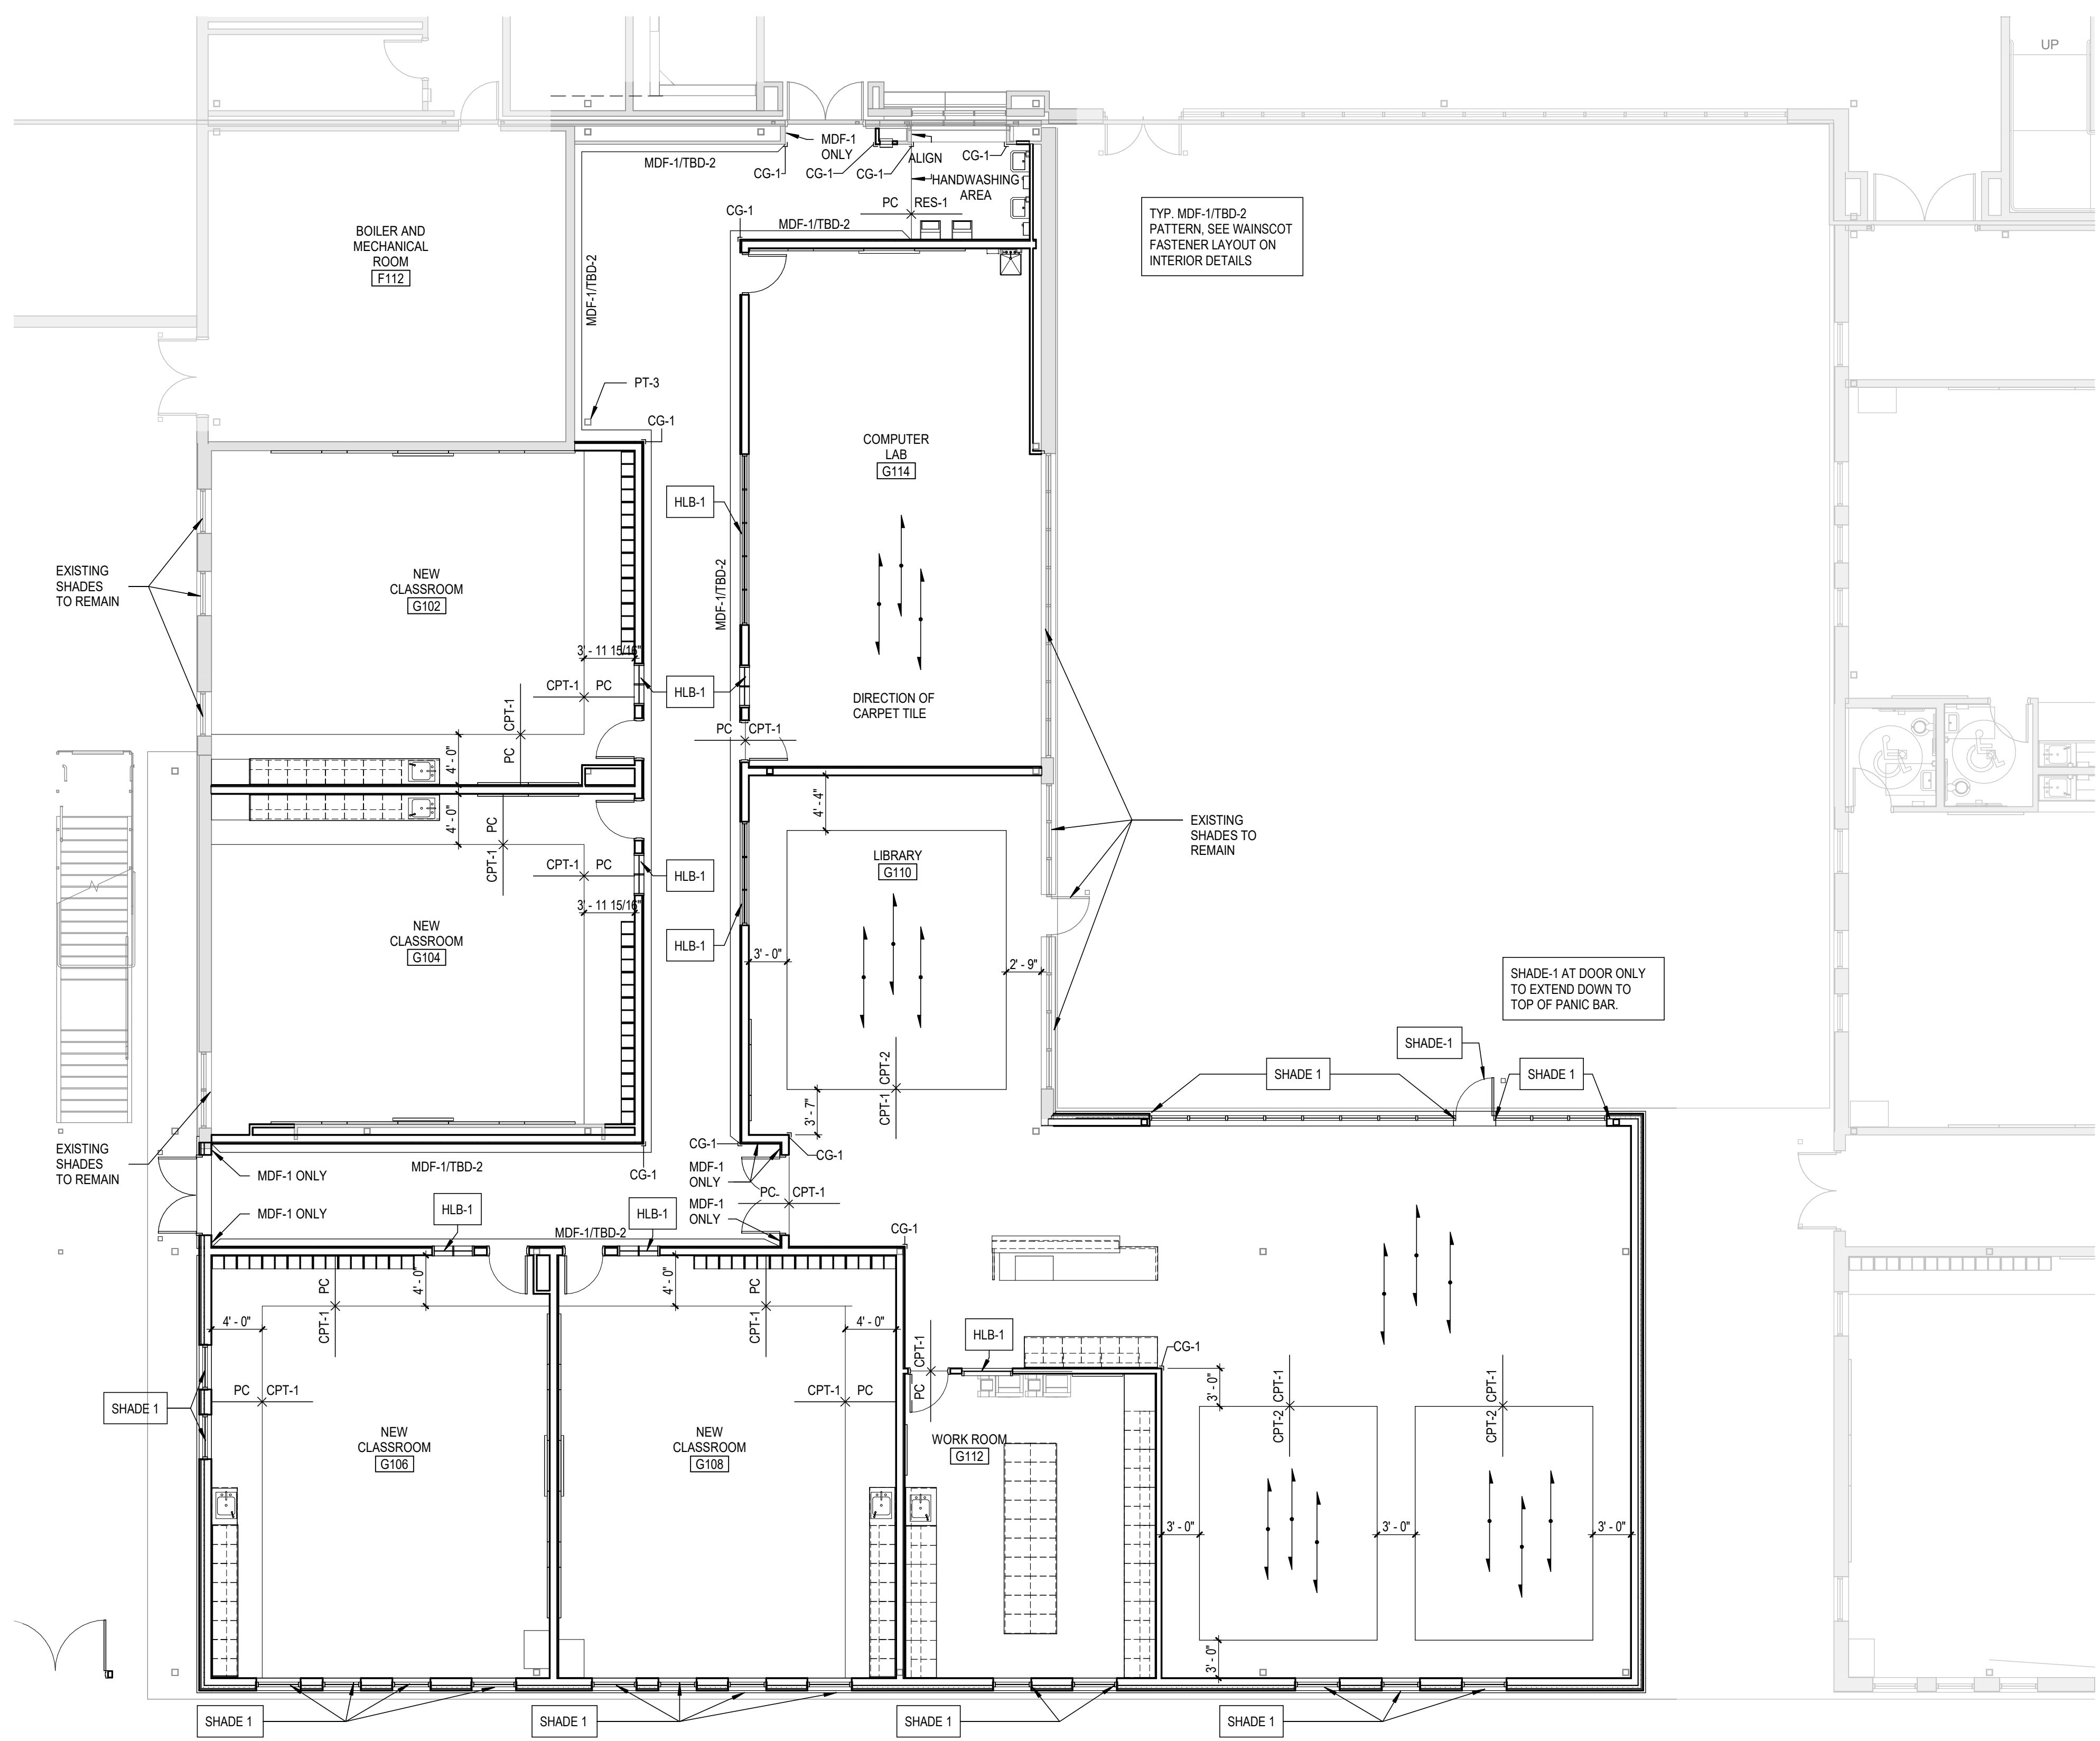 UP
MDF-1
ONLY
ALIGN
MDF-1/TBD-2
CG-1
CG-1
CG-1
CG-1
HANDWASHING
AREA
PC
RES-1
CG-1
MDF-1/TBD-2
TYP. MDF-1/TBD-2
PATTERN, SEE WAINSCOT
FASTENER LAYOUT ON
INTERIOR DETAILS
BOILER AND
MECHANICAL
ROOM
F112
MDF-1/TBD-2
PT-3
CG-1
COMPUTER
LAB
G114
HLB-1
EXISTING
SHADES
TO REMAIN
NEW
CLASSROOM
G102
MDF-1/TBD-2
3' - 11 15/16"
CPT-1
PC
HLB-1
DIRECTION OF
CARPET TILE
CPT-1
PC
PC
CPT-1
4' - 0"
4' - 0"
PC
CPT-1
4' - 4"
EXISTING
SHADES TO
REMAIN
LIBRARY
G110
CPT-1
PC
HLB-1
3' - 11 15/16"
NEW
CLASSROOM
G104
HLB-1
3' - 0"
2' - 9"
SHADE-1 AT DOOR ONLY
TO EXTEND DOWN TO
TOP OF PANIC BAR.
SHADE-1
SHADE 1
SHADE 1
CPT-2
CPT-1
3' - 7"
EXISTING
SHADES
TO REMAIN
MDF-1/TBD-2
CG-1
CG-1
CG-1
MDF-1 ONLY
MDF-1
ONLY
PC
CPT-1
MDF-1 ONLY
HLB-1
HLB-1
MDF-1
ONLY
MDF-1/TBD-2
CG-1
4' - 0"
PC
CPT-1
4' - 0"
PC
CPT-1
4' - 0"
4' - 0"
HLB-1
CG-1
CPT-1
PC
3' - 0"
CPT-1
CPT-2
CPT-1
CPT-2
SHADE 1
PC
CPT-1
CPT-1
PC
NEW
CLASSROOM
G106
NEW
CLASSROOM
G108
WORK ROOM
G112
3' - 0"
3' - 0"
3' - 0"
3' - 0"
SHADE 1
SHADE 1
SHADE 1
SHADE 1